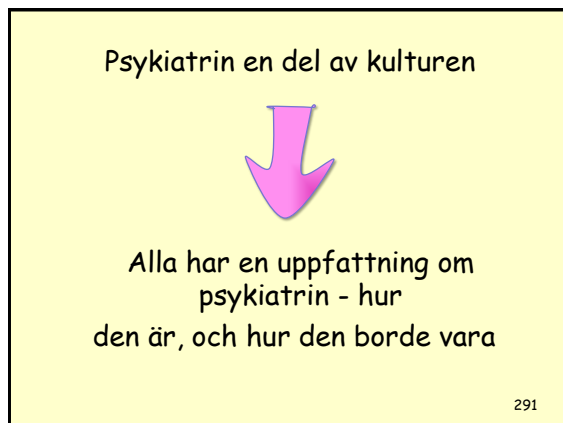 Psykiatrin en del av kulturen
Alla har en uppfattning om
psykiatrin - hur
den är, och hur den borde vara
291